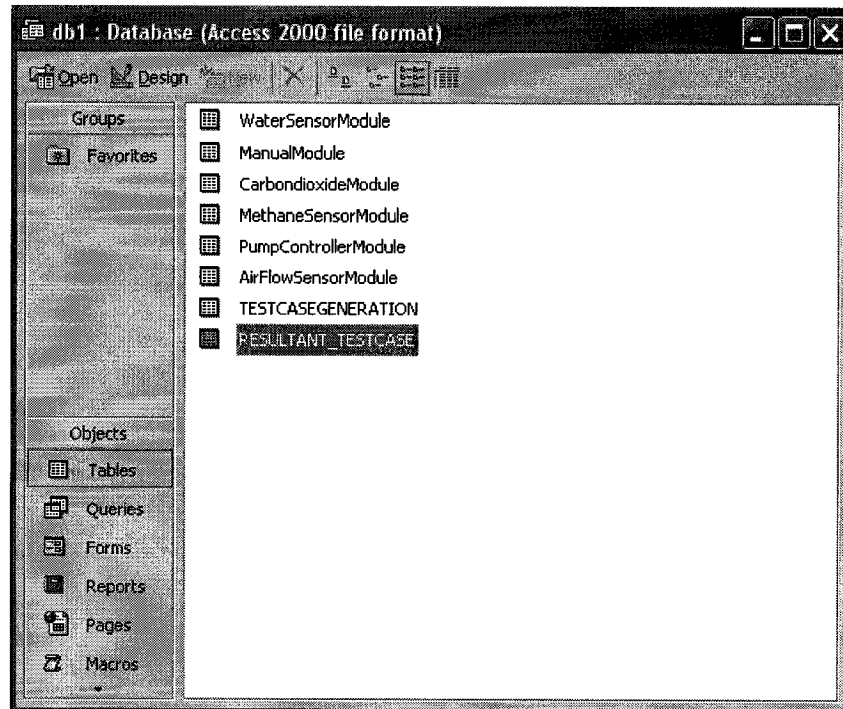 db1 : Database (Access 2000 file format)
Open Design New
Groups
Favorites
Objects
Tables
Queries
Forms
Reports
Pages
Macros
WaterSensorModule
ManualModule
CarbondioxideModule
MethaneSensorModule
PumpControllerModule
AirFlowSensorModule
TESTCASEGENERATION
RESULTANT_TESTCASE